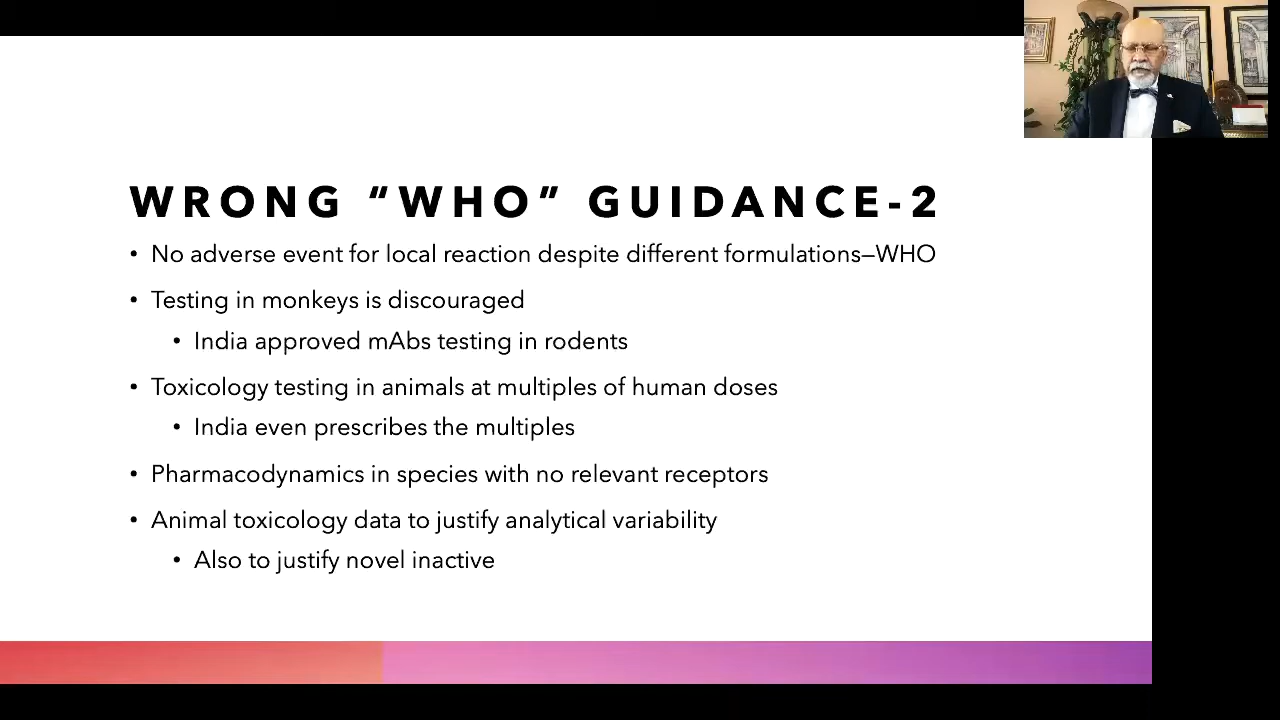 WRONG “WHO” GUIDANCE-2
• No adverse event for local reaction despite different formulations—WHO
• Testing in monkeys is discouraged
• India approved mAbs testing in rodents
• Toxicology testing in animals at multiples of human doses
• India even prescribes the multiples
• Pharmacodynamics in species with no relevant receptors
• Animal toxicology data to justify analytical variability
• Also to justify novel inactive